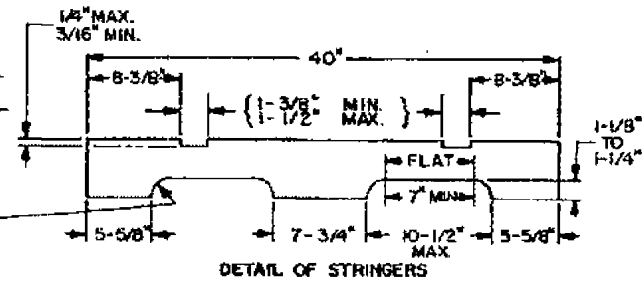 1/4" MAX.
3/16" MIN.
40"
8-3/8"
8-3/8"
{1-3/8" MIN.
1-1/2" MAX.}
1-1/8"
TO
1-1/4"
FLAT
7" MIN
5-5/8"
7-3/4"
10-1/2"
MAX
5-5/8"
DETAIL OF STRINGERS